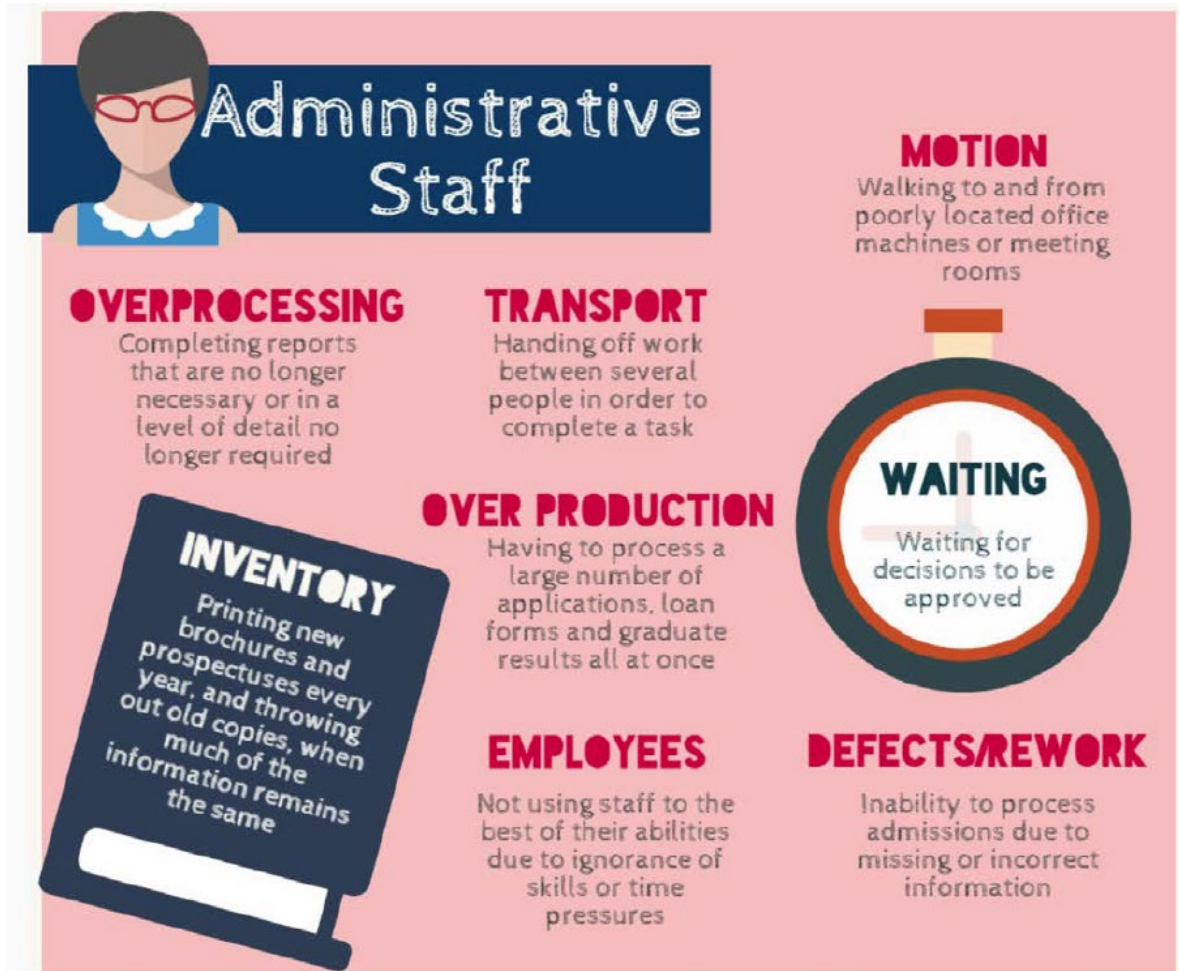 Administrative
Staff
MOTION
Walking to and from
poorly located office
machines or meeting
rooms
OVERPROCESSING
Completing reports
that are no longer
necessary or in a
level of detail no
longer required
TRANSPORT
Handing off work
between several
people in order to
complete a task
WAITING
Waiting for
decisions to be
approved
OVER PRODUCTION
Having to process a
large number of
applications, loan
forms and graduate
results all at once
INVENTORY
Printing new
brochures and
prospectuses every
year, and throwing
out old copies, when
much of the
information remains
the same
EMPLOYEES
Not using staff to the
best of their abilities
due to ignorance of
skills or time
pressures
DEFECTS/REWORK
Inability to process
admissions due to
missing or incorrect
information